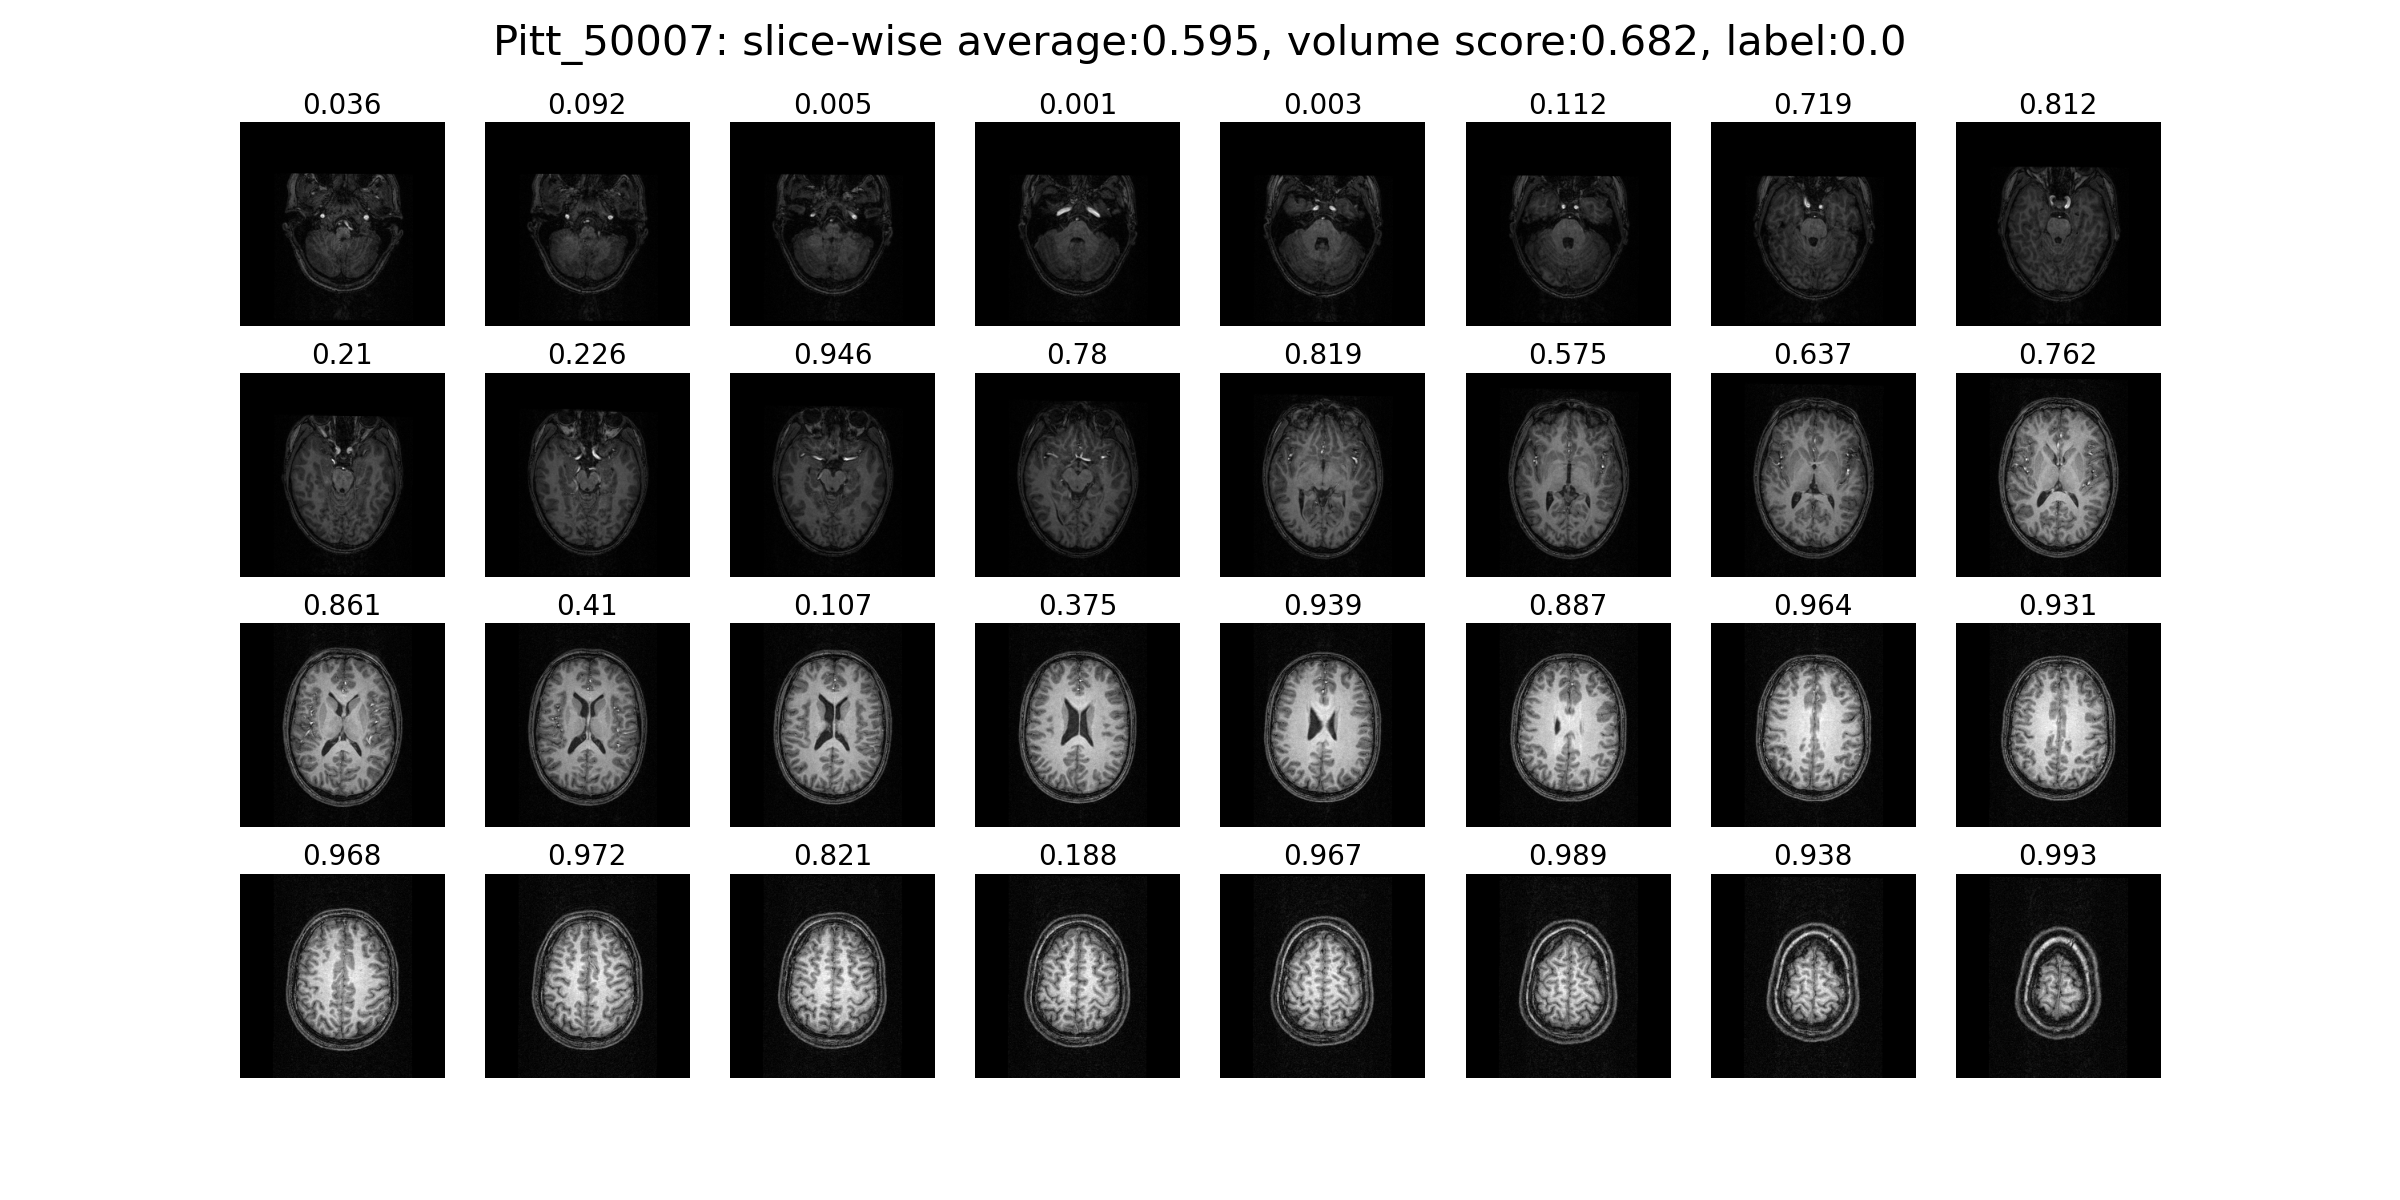 Pitt_50007: slice-wise average:0.595, volume score:0.682, label:0.0
0.036 0.092 0.005 0.001 0.003 0.112 0.719 0.812
0.21 0.226 0.946 0.78 0.819 0.575 0.637 0.762
0.861 0.41 0.107 0.375 0.939 0.887 0.964 0.931
0.968 0.972 0.821 0.188 0.967 0.989 0.938 0.993